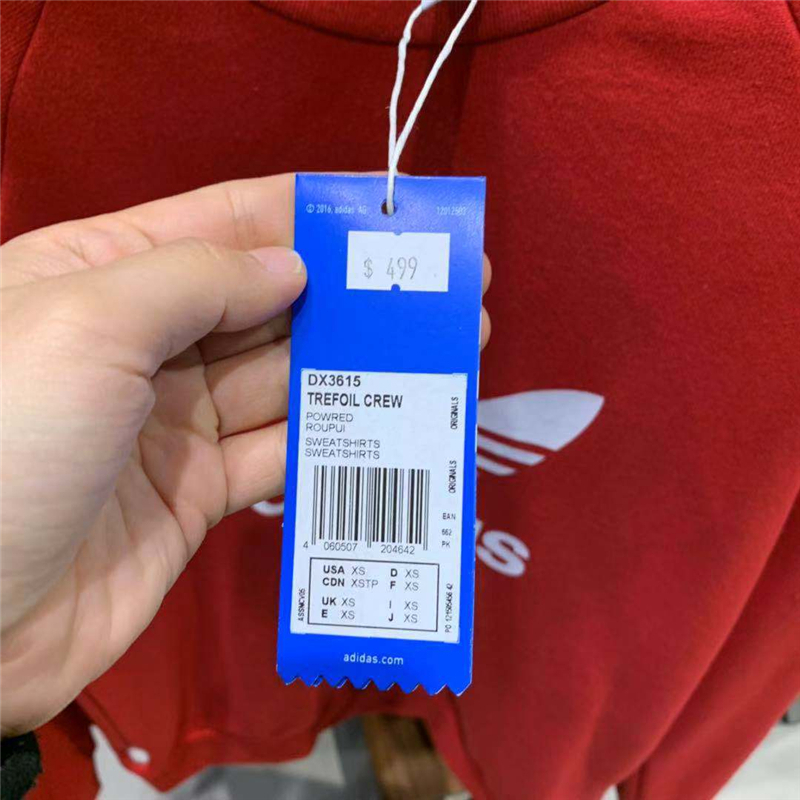 © 2016, adidas AG
$ 499
DX3615
TREFOIL CREW
POWRED
ROUPUI
SWEATSHIRTS
SWEATSHIRTS
ORIGINALS
ORIGINALS
EAN
PK
4 060507 204642
USA XS D XS
CDN XSTP F XS
UK XS I XS
E XS J XS
adidas.com